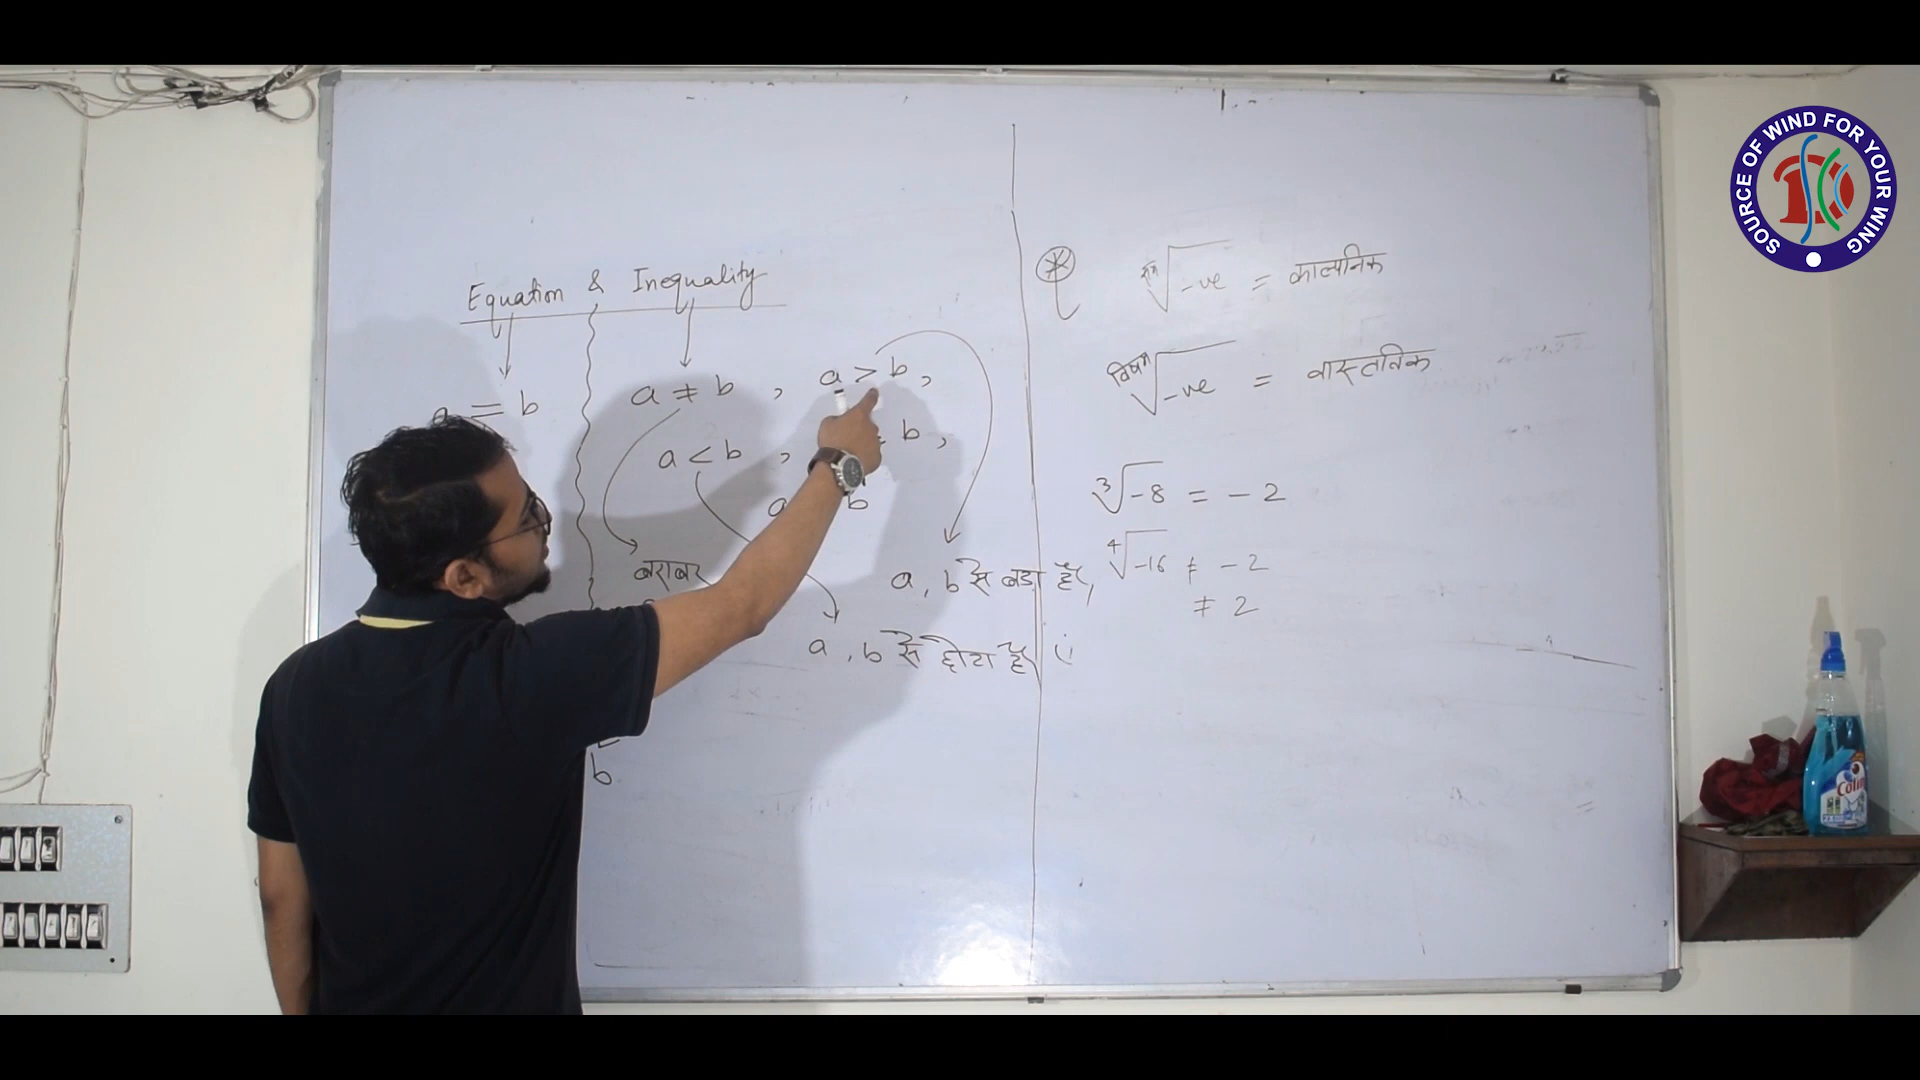 Equation & Inequality
a = b
a ≠ b , a > b ,
a < b , b ,
a b
बराबर
a , b से बड़ा है,
a , b से छोटा है।
b
सम√-ve = काल्पनिक
विषम√-ve = वास्तविक
3√-8 = -2
4√-16 ≠ -2
≠ 2
SOURCE OF WIND FOR YOUR WING
Colin